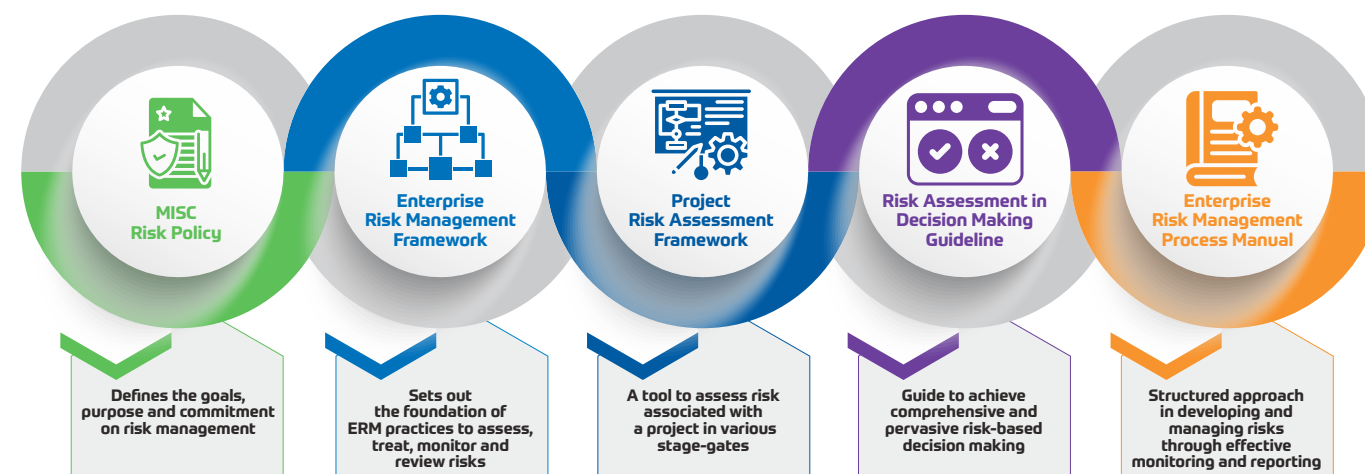 MISC
Risk Policy
Enterprise
Risk Management
Framework
Project
Risk Assessment
Framework
Risk Assessment in
Decision Making
Guideline
Enterprise
Risk Management
Process Manual
Defines the goals,
purpose and commitment
on risk management
Sets out
the foundation of
ERM practices to assess,
treat, monitor and
review risks
A tool to assess risk
associated with
a project in various
stage-gates
Guide to achieve
comprehensive and
pervasive risk-based
decision making
Structured approach
in developing and
managing risks
through effective
monitoring and reporting